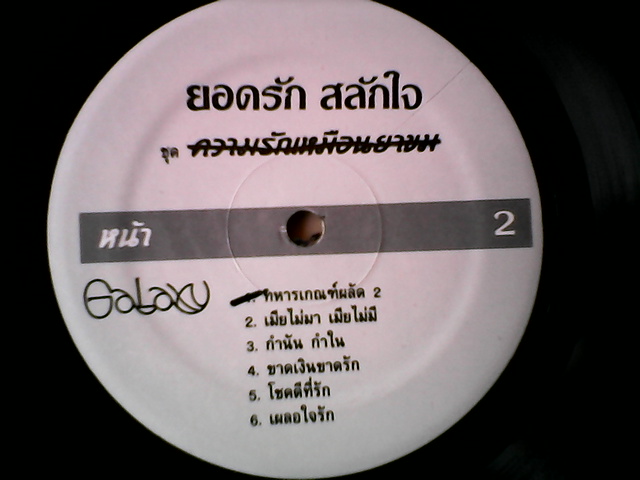 ยอดรัก สลักใจ
ชุด ความรักเหมือนยาขม
หน้า 2
GaLaxy
1. ทหารเกณฑ์ผลัด 2
2. เมียไม่มา เมียไม่มี
3. กำนัน กำใน
4. ขาดเงินขาดรัก
5. โชคดีที่รัก
6. เผลอใจรัก